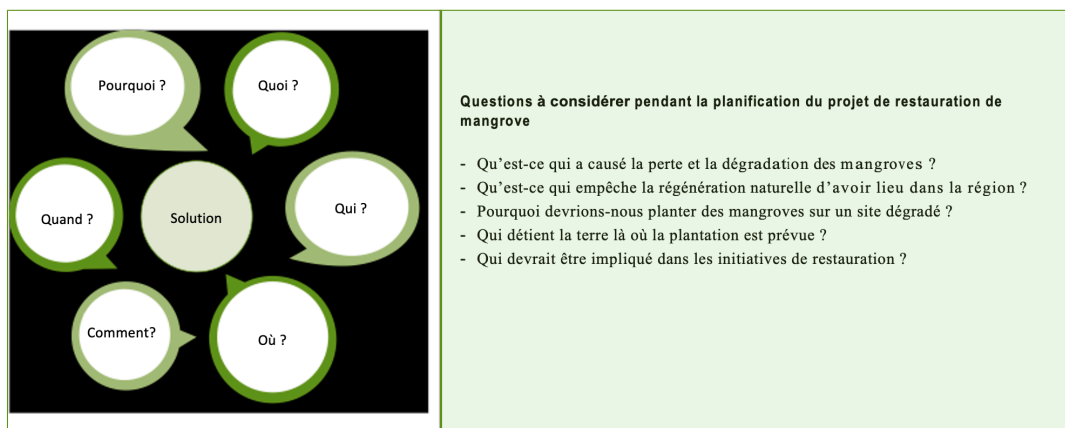 Pourquoi ?
Quoi ?
Quand ?
Solution
Qui ?
Comment?
Où ?
Questions à considérer pendant la planification du projet de restauration de
mangrove
- Qu’est-ce qui a causé la perte et la dégradation des mangroves ?
- Qu’est-ce qui empêche la régénération naturelle d’avoir lieu dans la région ?
- Pourquoi devrions-nous planter des mangroves sur un site dégradé ?
- Qui détient la terre là où la plantation est prévue ?
- Qui devrait être impliqué dans les initiatives de restauration ?